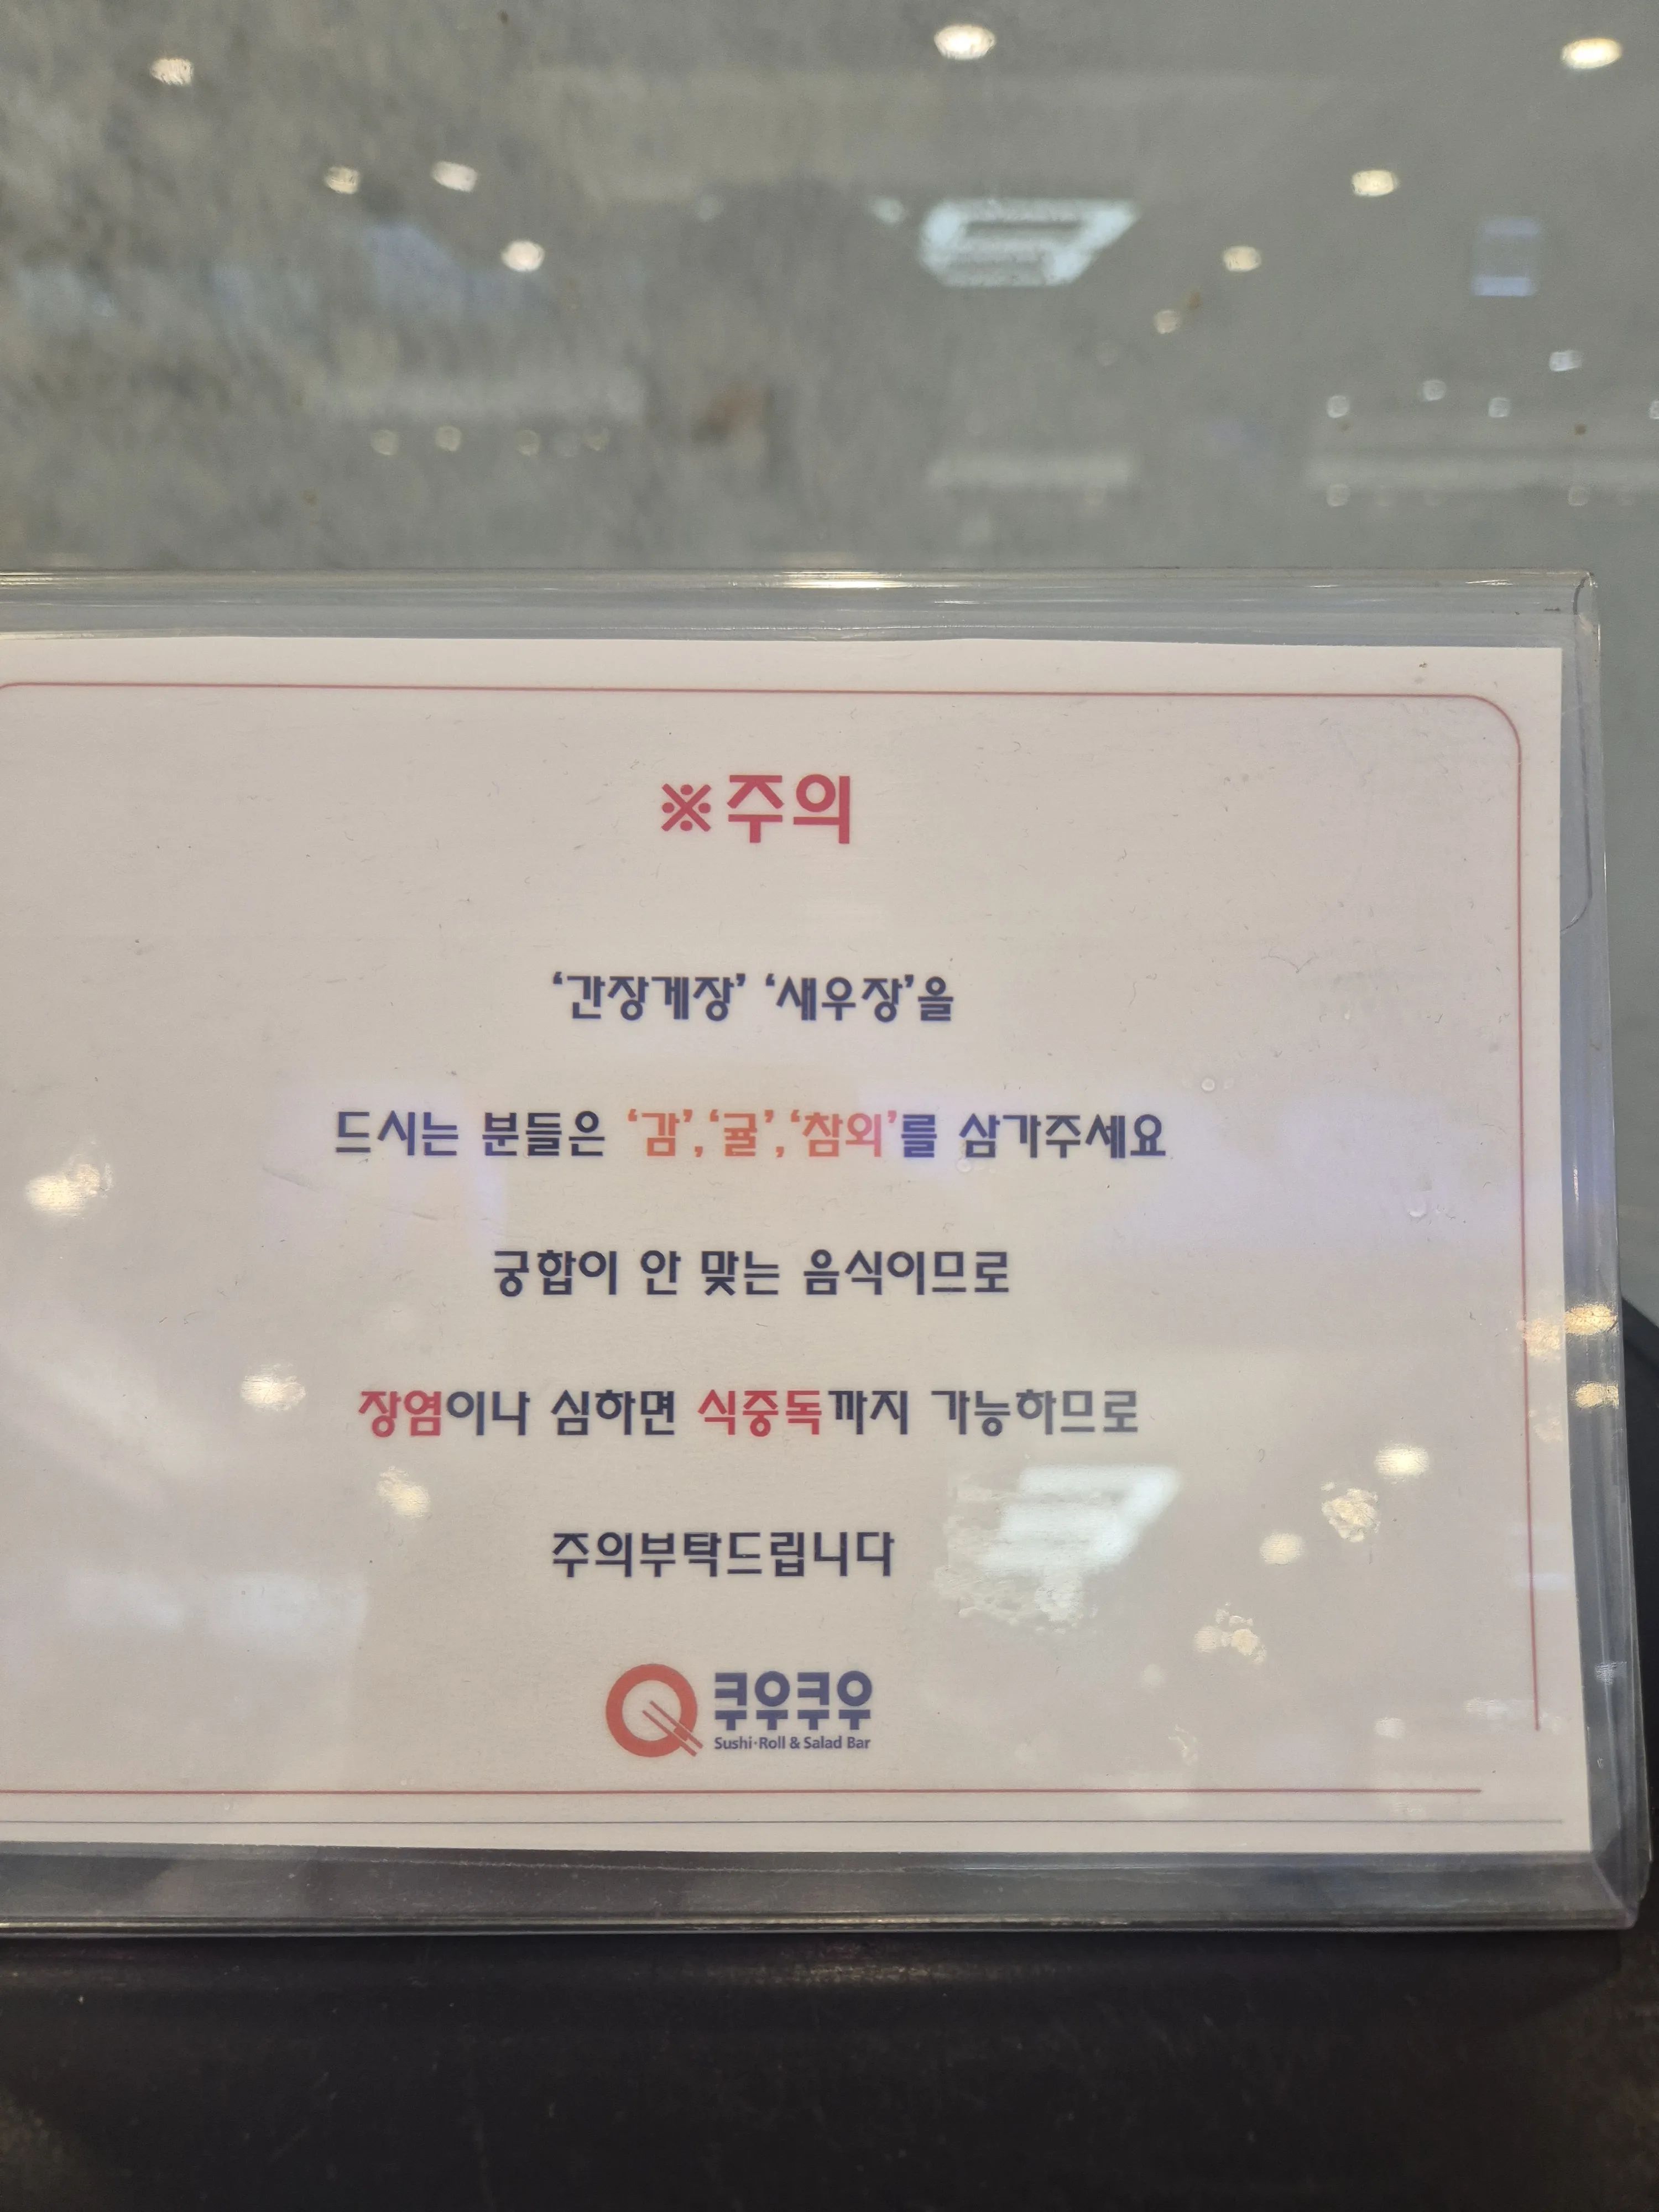 ※주의
‘간장게장’ ‘새우장’을
드시는 분들은 ‘감’, ‘귤’, ‘참외’를 삼가주세요
궁합이 안 맞는 음식이므로
장염이나 심하면 식중독까지 가능하므로
주의부탁드립니다
쿠우쿠우
Sushi·Roll & Salad Bar